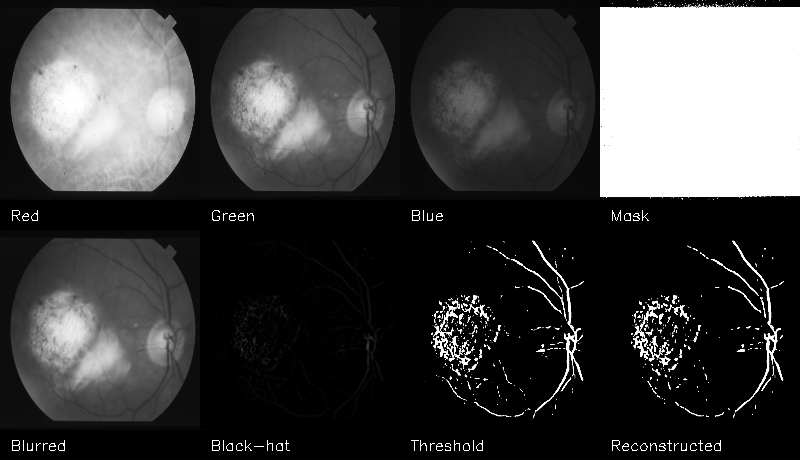 Red
Green
Blue
Mask
Blurred
Black-hat
Threshold
Reconstructed